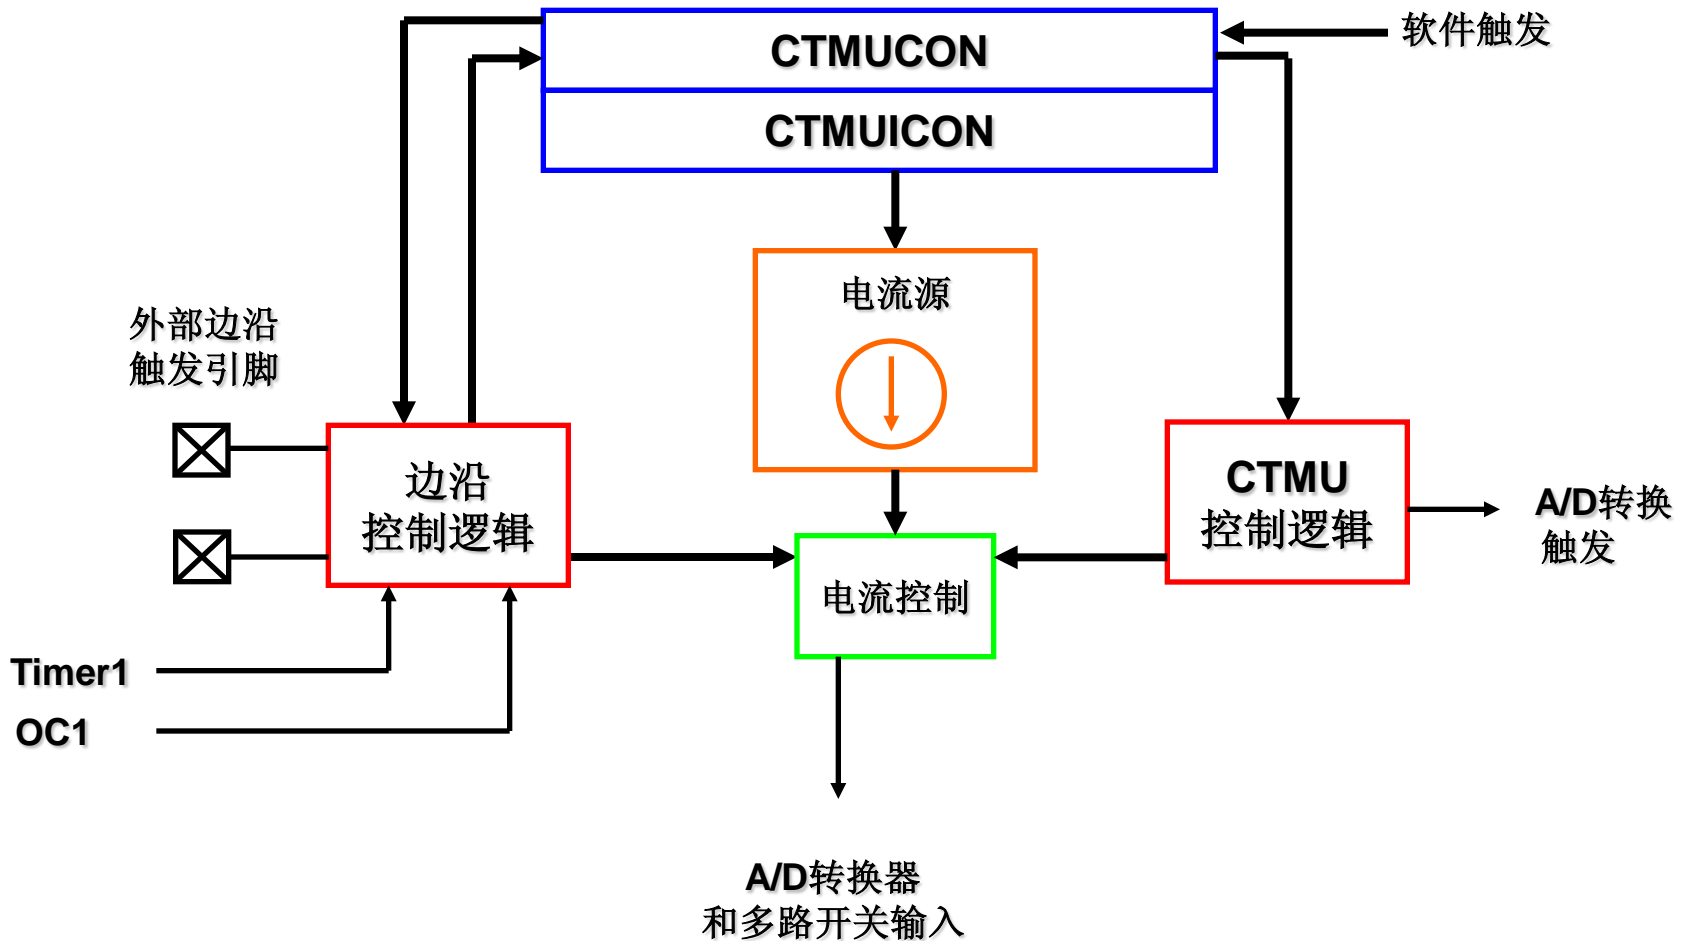 软件触发
CTMUCON
CTMUICON
电流源
外部边沿
触发引脚
边沿
控制逻辑
CTMU
控制逻辑
A/D转换
触发
电流控制
Timer1
OC1
A/D转换器
和多路开关输入